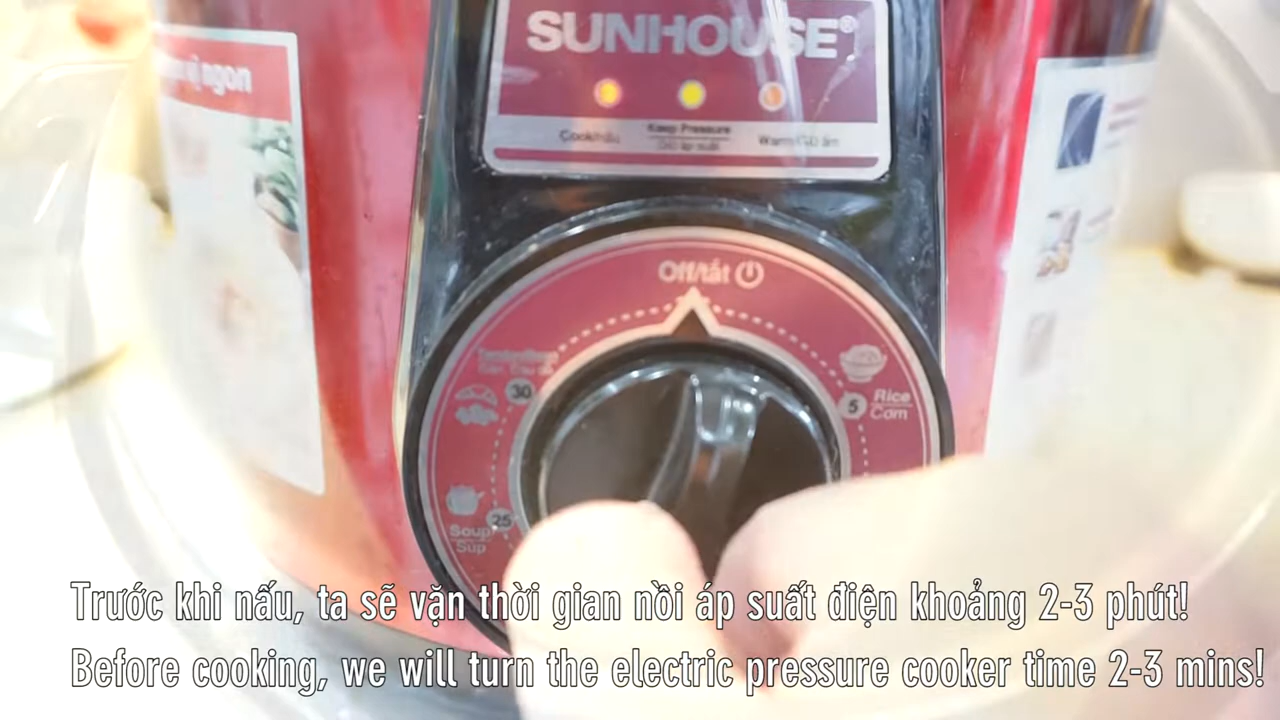 SUNHOUSE®
vị ngon
Cook/nấu
Keep Pressure
Giữ áp suất
Warm/Giữ ấm
Off/tắt
30
5
Rice
Cơm
25
Soup
Súp
Trước khi nấu, ta sẽ vặn thời gian nồi áp suất điện khoảng 2-3 phút!
Before cooking, we will turn the electric pressure cooker time 2-3 mins!